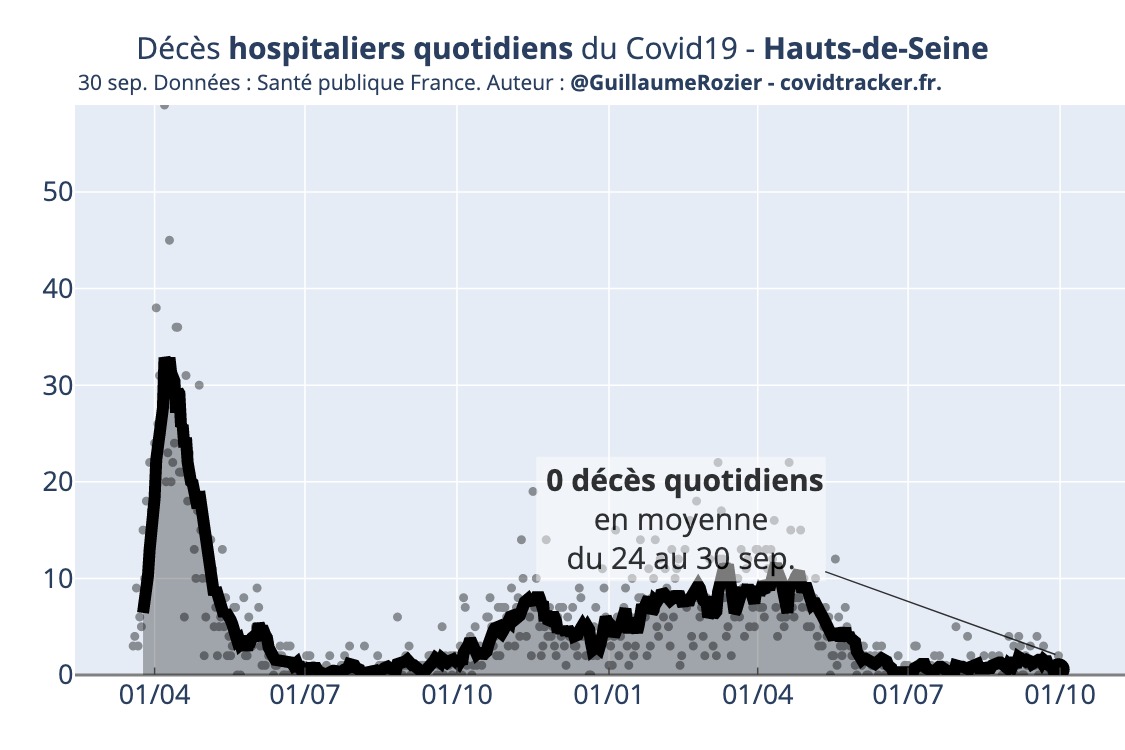 Décès hospitaliers quotidiens du Covid19 - Hauts-de-Seine
30 sep. Données : Santé publique France. Auteur : @GuillaumeRozier - covidtracker.fr.
50
40
30
20
10
0
0 décès quotidiens
en moyenne
du 24 au 30 sep.
01/04 01/07 01/10 01/01 01/04 01/07 01/10